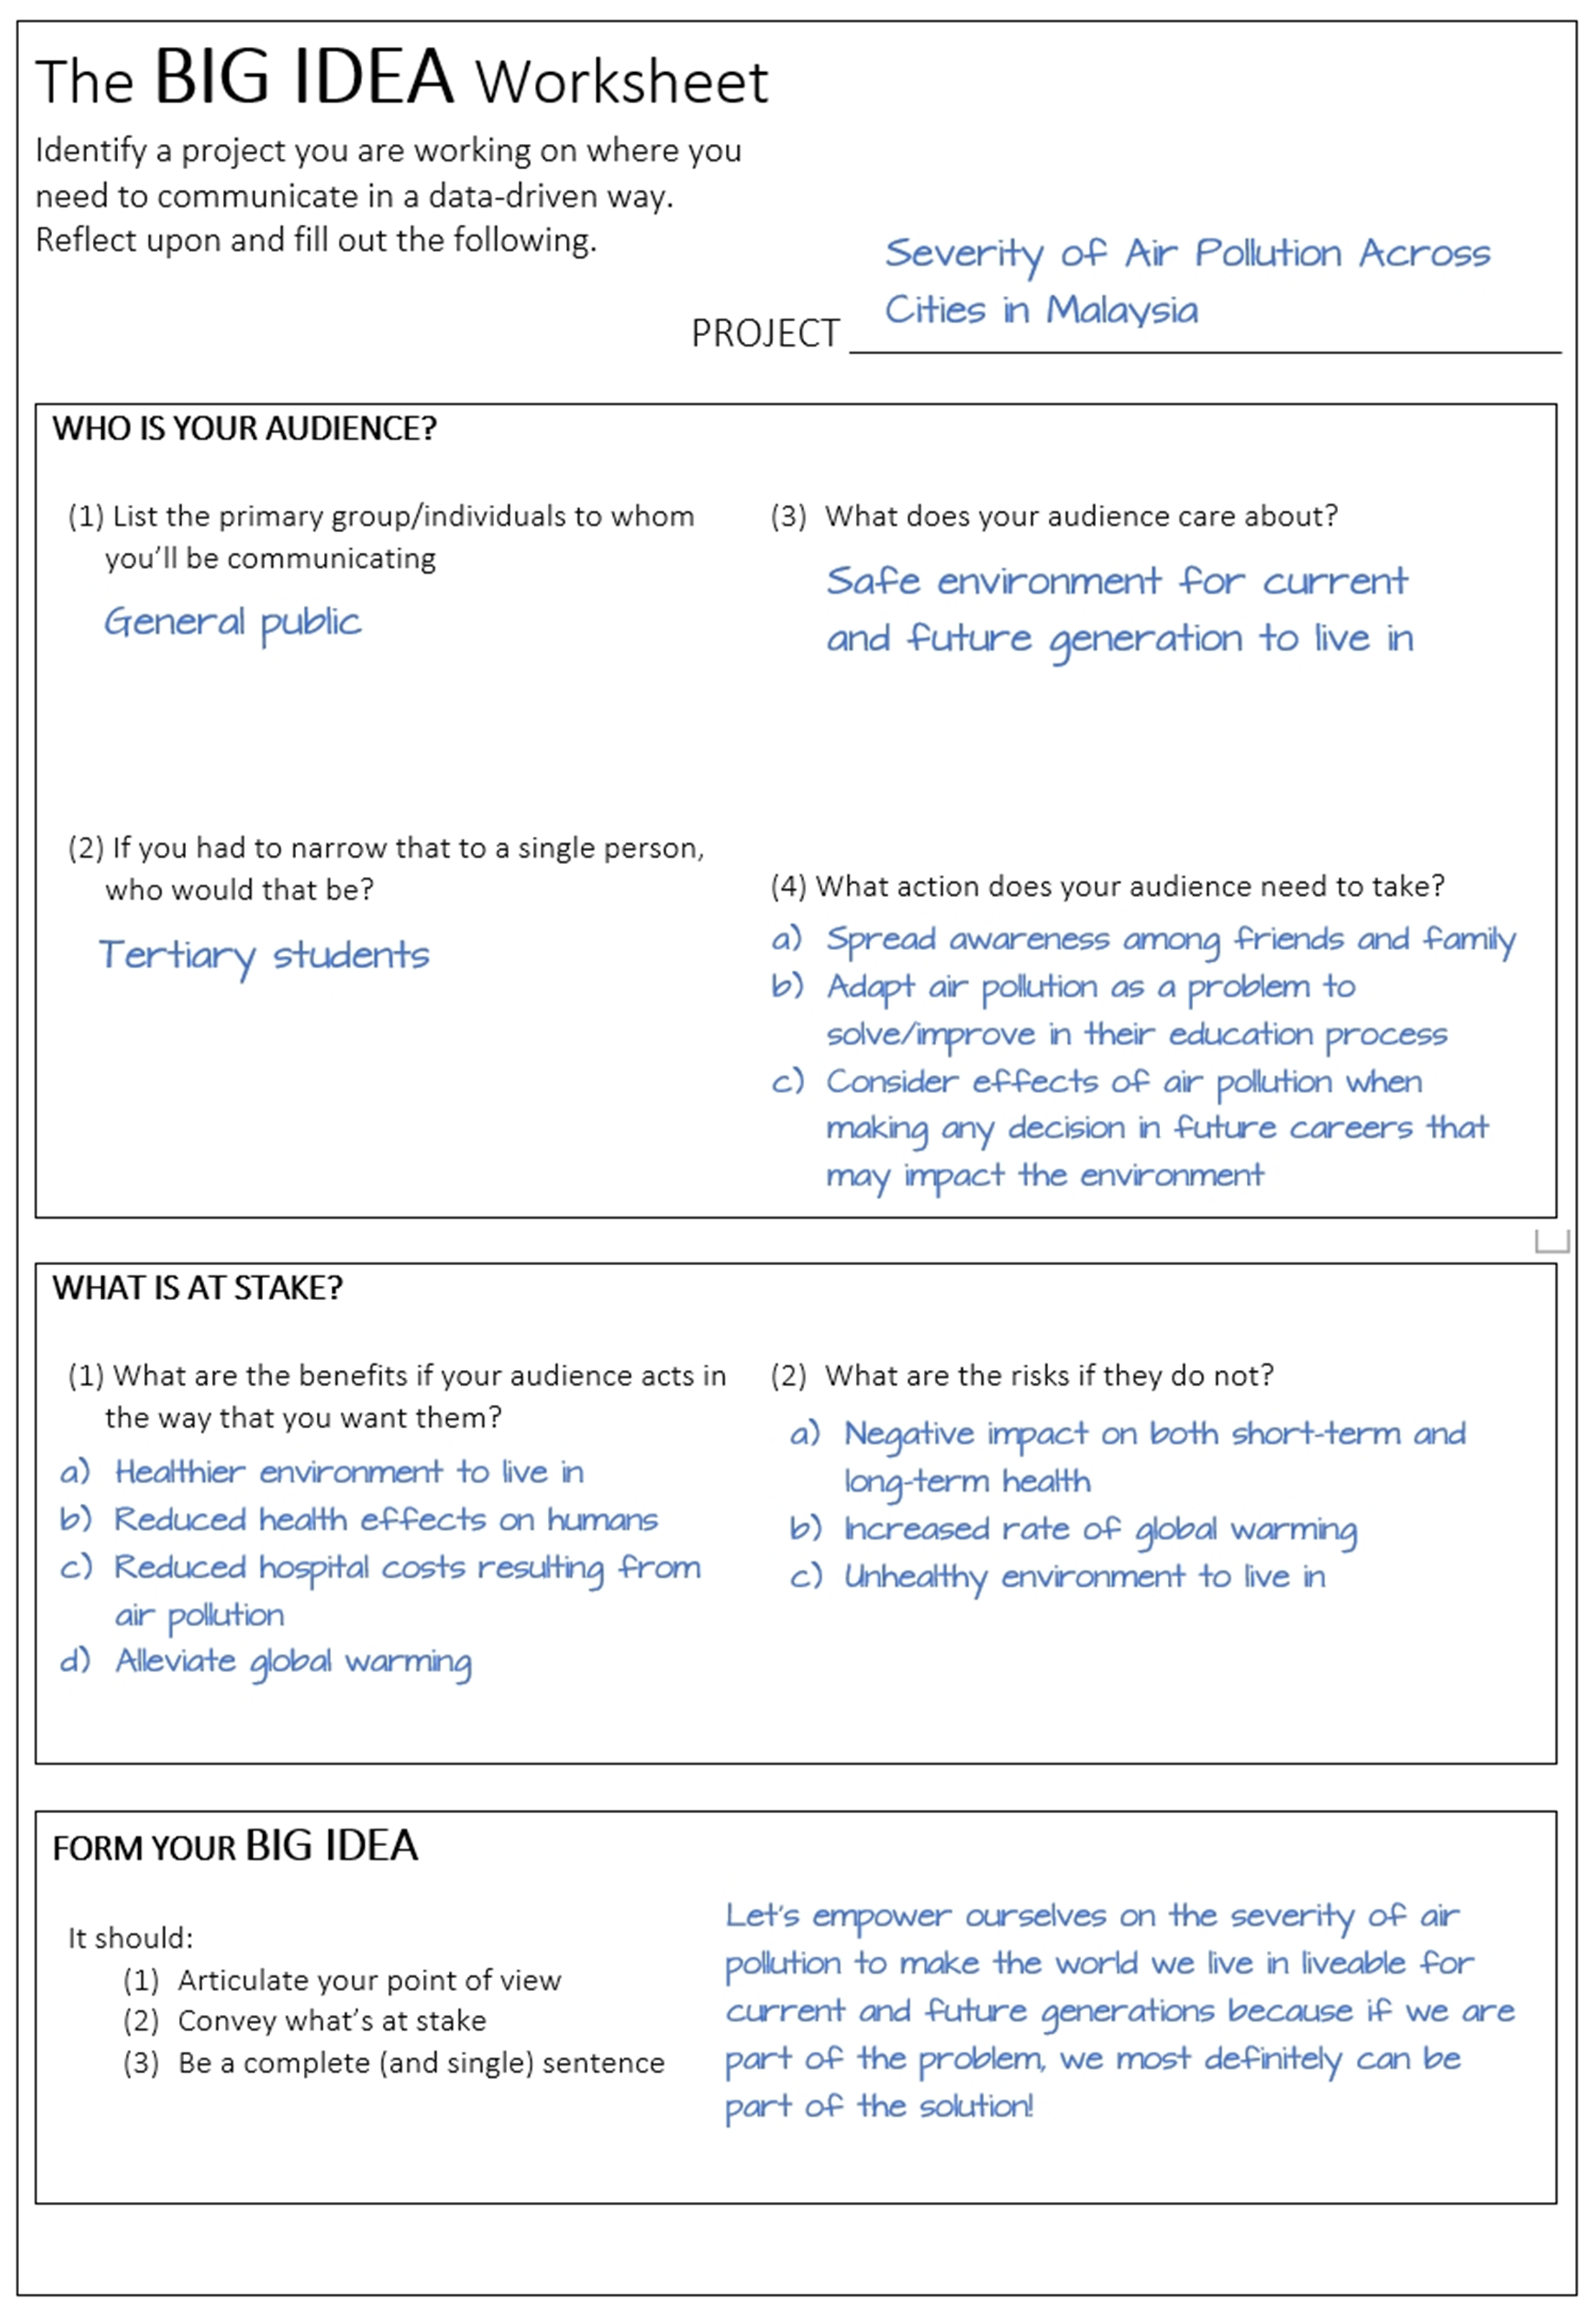 The BIG IDEA Worksheet
Identify a project you are working on where you
need to communicate in a data-driven way.
Reflect upon and fill out the following.
PROJECT
Severity of Air Pollution Across
Cities in Malaysia
WHO IS YOUR AUDIENCE?
(1) List the primary group/individuals to whom
you'll be communicating
General public
(2) If you had to narrow that to a single person,
who would that be?
Tertiary students
(3) What does your audience care about?
Safe environment for current
and future generation to live in
(4) What action does your audience need to take?
a) Spread awareness among friends and family
b) Adapt air pollution as a problem to
solve/improve in their education process
c) Consider effects of air pollution when
making any decision in future careers that
may impact the environment
WHAT IS AT STAKE?
(1) What are the benefits if your audience acts in
the way that you want them?
a) Healthier environment to live in
b) Reduced health effects on humans
c) Reduced hospital costs resulting from
air pollution
d) Alleviate global warming
(2) What are the risks if they do not?
a) Negative impact on both short-term and
long-term health
b) Increased rate of global warming
c) Unhealthy environment to live in
FORM YOUR BIG IDEA
It should:
(1) Articulate your point of view
(2) Convey what's at stake
(3) Be a complete (and single) sentence
Let's empower ourselves on the severity of air
pollution to make the world we live in liveable for
current and future generations because if we are
part of the problem, we most definitely can be
part of the solution!